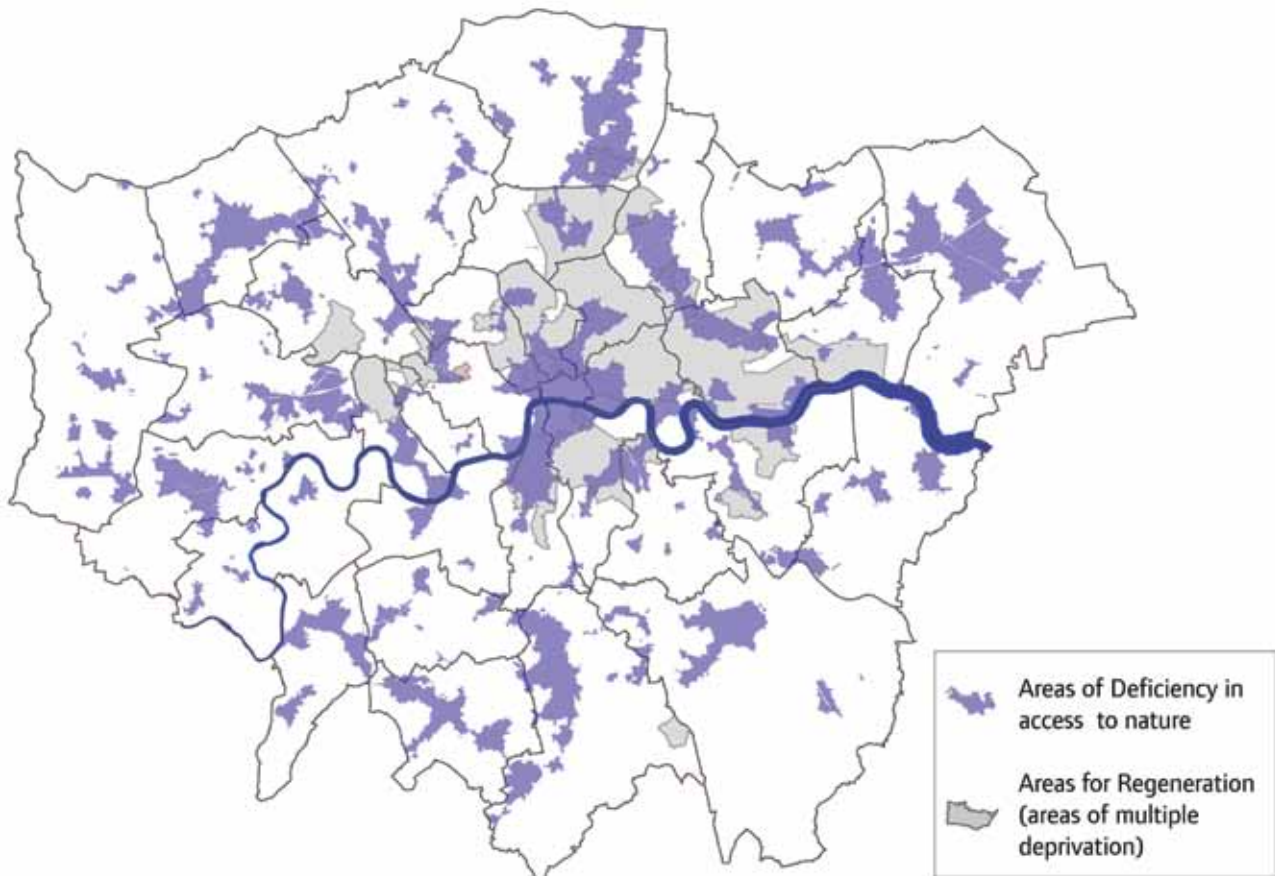 Areas of Deficiency in
access to nature
Areas for Regeneration
(areas of multiple
deprivation)